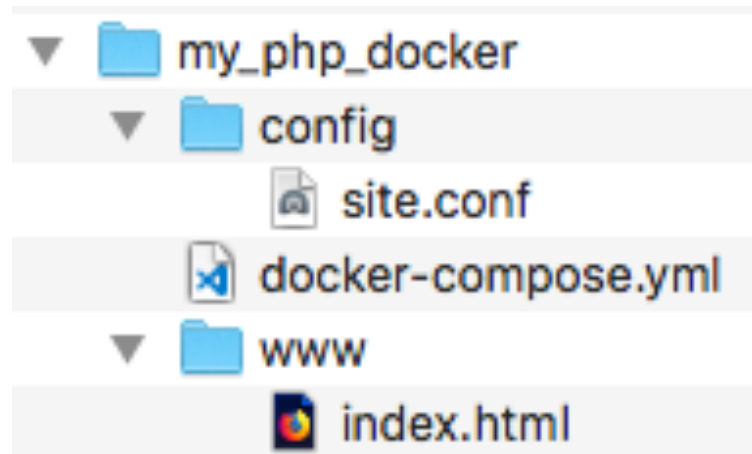 my_php_docker
config
site.conf
docker-compose.yml
www
index.html